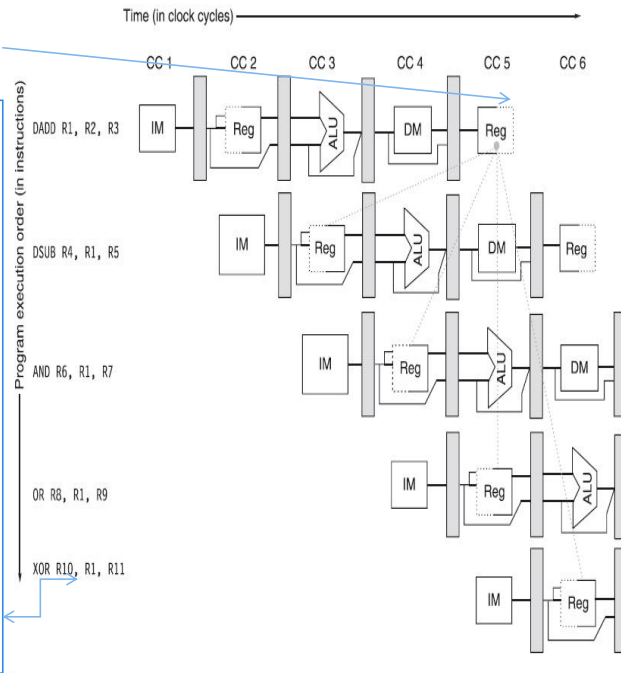 Time (in clock cycles)
CC 1 CC 2 CC 3 CC 4 CC 5 CC 6
Program execution order (in instructions)
DADD R1, R2, R3 IM Reg ALU DM Reg
DSUB R4, R1, R5 IM Reg ALU DM Reg
AND R6, R1, R7 IM Reg ALU DM
OR R8, R1, R9 IM Reg ALU
XOR R10, R1, R11 IM Reg